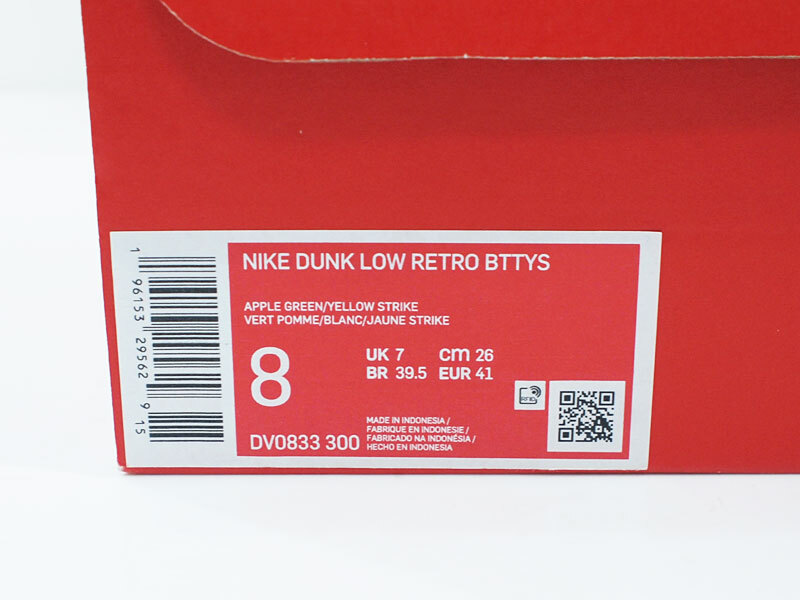 NIKE DUNK LOW RETRO BTTYS
APPLE GREEN/YELLOW STRIKE
VERT POMME/BLANC/JAUNE STRIKE
8
UK 7 cm 26
BR 39.5 EUR 41
RFID
DV0833 300
MADE IN INDONESIA /
FABRIQUE EN INDONESIE /
FABRICADO NA INDONÉSIA /
HECHO EN INDONESIA
1 96153 29562 9 15